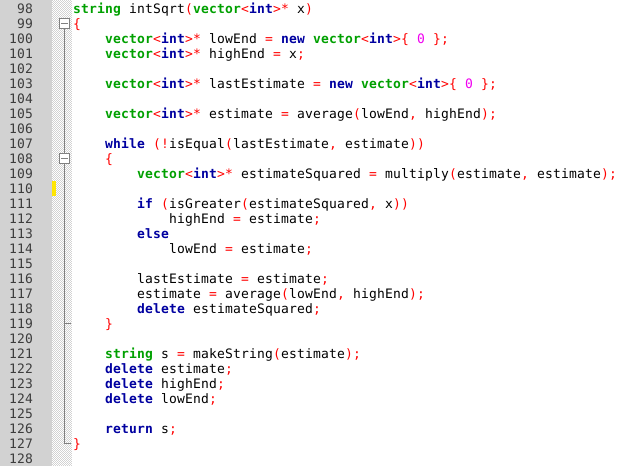 98 string intSqrt(vector<int>* x)
99 {
100     vector<int>* lowEnd = new vector<int>{ 0 };
101     vector<int>* highEnd = x;
102
103     vector<int>* lastEstimate = new vector<int>{ 0 };
104
105     vector<int>* estimate = average(lowEnd, highEnd);
106
107     while (!isEqual(lastEstimate, estimate))
108     {
109         vector<int>* estimateSquared = multiply(estimate, estimate);
110
111         if (isGreater(estimateSquared, x))
112             highEnd = estimate;
113         else
114             lowEnd = estimate;
115
116         lastEstimate = estimate;
117         estimate = average(lowEnd, highEnd);
118         delete estimateSquared;
119     }
120
121     string s = makeString(estimate);
122     delete estimate;
123     delete highEnd;
124     delete lowEnd;
125
126     return s;
127 }
128